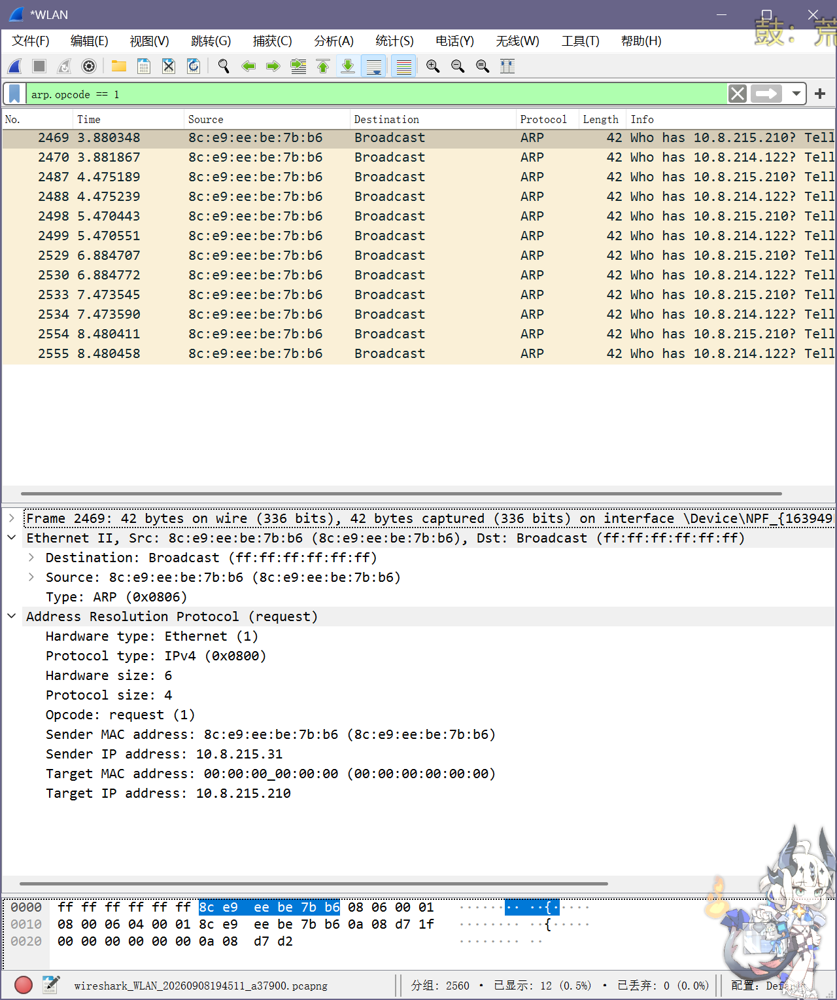 *WLAN
鼓：荒
文件(F) 编辑(E) 视图(V) 跳转(G) 捕获(C) 分析(A) 统计(S) 电话(Y) 无线(W) 工具(T) 帮助(H)
arp.opcode == 1
No. Time Source Destination Protocol Length Info
2469 3.880348 8c:e9:ee:be:7b:b6 Broadcast ARP 42 Who has 10.8.215.210? Tell
2470 3.881867 8c:e9:ee:be:7b:b6 Broadcast ARP 42 Who has 10.8.214.122? Tell
2487 4.475189 8c:e9:ee:be:7b:b6 Broadcast ARP 42 Who has 10.8.215.210? Tell
2488 4.475239 8c:e9:ee:be:7b:b6 Broadcast ARP 42 Who has 10.8.214.122? Tell
2498 5.470443 8c:e9:ee:be:7b:b6 Broadcast ARP 42 Who has 10.8.215.210? Tell
2499 5.470551 8c:e9:ee:be:7b:b6 Broadcast ARP 42 Who has 10.8.214.122? Tell
2529 6.884707 8c:e9:ee:be:7b:b6 Broadcast ARP 42 Who has 10.8.215.210? Tell
2530 6.884772 8c:e9:ee:be:7b:b6 Broadcast ARP 42 Who has 10.8.214.122? Tell
2533 7.473545 8c:e9:ee:be:7b:b6 Broadcast ARP 42 Who has 10.8.215.210? Tell
2534 7.473590 8c:e9:ee:be:7b:b6 Broadcast ARP 42 Who has 10.8.214.122? Tell
2554 8.480411 8c:e9:ee:be:7b:b6 Broadcast ARP 42 Who has 10.8.215.210? Tell
2555 8.480458 8c:e9:ee:be:7b:b6 Broadcast ARP 42 Who has 10.8.214.122? Tell
Frame 2469: 42 bytes on wire (336 bits), 42 bytes captured (336 bits) on interface \Device\NPF_{163949
Ethernet II, Src: 8c:e9:ee:be:7b:b6 (8c:e9:ee:be:7b:b6), Dst: Broadcast (ff:ff:ff:ff:ff:ff)
Destination: Broadcast (ff:ff:ff:ff:ff:ff)
Source: 8c:e9:ee:be:7b:b6 (8c:e9:ee:be:7b:b6)
Type: ARP (0x0806)
Address Resolution Protocol (request)
Hardware type: Ethernet (1)
Protocol type: IPv4 (0x0800)
Hardware size: 6
Protocol size: 4
Opcode: request (1)
Sender MAC address: 8c:e9:ee:be:7b:b6 (8c:e9:ee:be:7b:b6)
Sender IP address: 10.8.215.31
Target MAC address: 00:00:00_00:00:00 (00:00:00:00:00:00)
Target IP address: 10.8.215.210
0000 ff ff ff ff ff ff 8c e9 ee be 7b b6 08 06 00 01 ········ ··{·····
0010 08 00 06 04 00 01 8c e9 ee be 7b b6 0a 08 d7 1f ········ ··{·····
0020 00 00 00 00 00 00 0a 08 d7 d2 ········ ··
wireshark_WLAN_20260908194511_a37900.pcapng 分组: 2560 · 已显示: 12 (0.5%) · 已丢弃: 0 (0.0%) 配置: Default